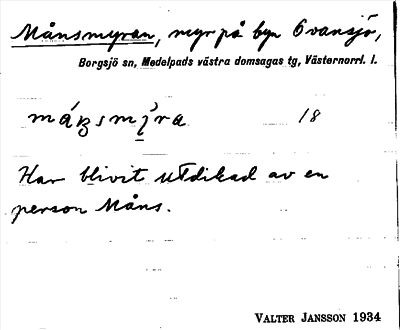 Månsmyran, myr på byn Ovansjö,
Borgsjö sn, Medelpads västra domsagas tg, Västernorrl. l.
18
Har blivit utdikad av en
person Måns.
VALTER JANSSON 1934